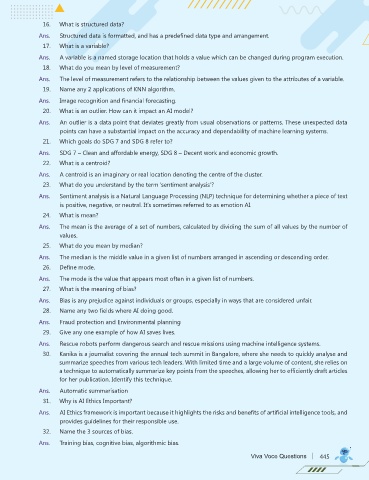 16. What is structured data?
Ans. Structured data is formatted, and has a predefined data type and arrangement.
17. What is a variable?
Ans. A variable is a named storage location that holds a value which can be changed during program execution.
18. What do you mean by level of measurement?
Ans. The level of measurement refers to the relationship between the values given to the attributes of a variable.
19. Name any 2 applications of KNN algorithm.
Ans. Image recognition and financial forecasting.
20. What is an outlier. How can it impact an AI model?
Ans. An outlier is a data point that deviates greatly from usual observations or patterns. These unexpected data
points can have a substantial impact on the accuracy and dependability of machine learning systems.
21. Which goals do SDG 7 and SDG 8 refer to?
Ans. SDG 7 – Clean and affordable energy, SDG 8 – Decent work and economic growth.
22. What is a centroid?
Ans. A centroid is an imaginary or real location denoting the centre of the cluster.
23. What do you understand by the term 'sentiment analysis'?
Ans. Sentiment analysis is a Natural Language Processing (NLP) technique for determining whether a piece of text
is positive, negative, or neutral. It's sometimes referred to as emotion AI.
24. What is mean?
Ans. The mean is the average of a set of numbers, calculated by dividing the sum of all values by the number of
values.
25. What do you mean by median?
Ans. The median is the middle value in a given list of numbers arranged in ascending or descending order.
26. Define mode.
Ans. The mode is the value that appears most often in a given list of numbers.
27. What is the meaning of bias?
Ans. Bias is any prejudice against individuals or groups, especially in ways that are considered unfair.
28. Name any two fields where AI doing good.
Ans. Fraud protection and Environmental planning
29. Give any one example of how AI saves lives.
Ans. Rescue robots perform dangerous search and rescue missions using machine intelligence systems.
30. Kanika is a journalist covering the annual tech summit in Bangalore, where she needs to quickly analyse and
summarize speeches from various tech leaders. With limited time and a large volume of content, she relies on
a technique to automatically summarize key points from the speeches, allowing her to efficiently draft articles
for her publication. Identify this technique.
Ans. Automatic summarisation
31. Why is AI Ethics Important?
Ans. AI Ethics framework is important because it highlights the risks and benefits of artificial intelligence tools, and
provides guidelines for their responsible use.
32. Name the 3 sources of bias.
Ans. Training bias, cognitive bias, algorithmic bias.
Viva Voce Questions | 445